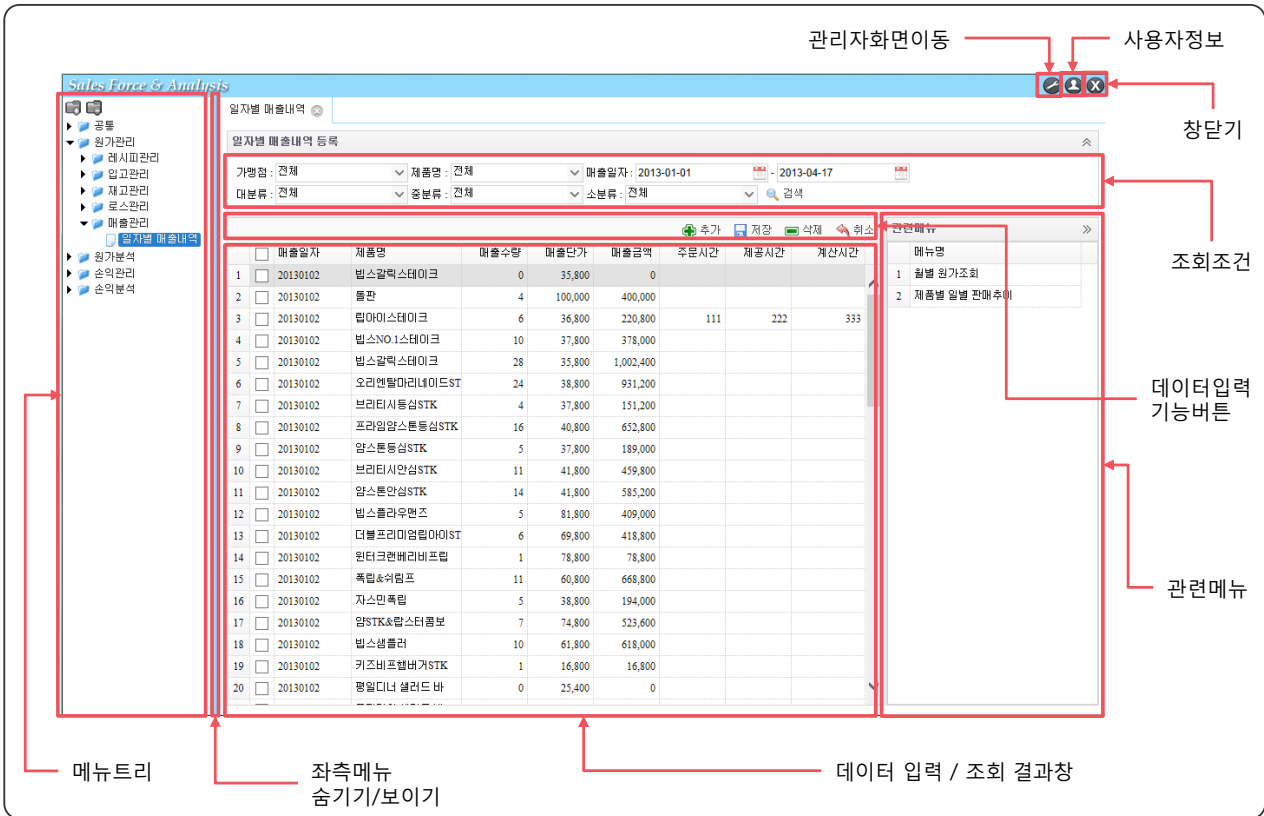 관리자화면이동
사용자정보
Sales Force & Analysis
창닫기
일자별 매출내역
공통
원가관리
레시피관리
입고관리
재고관리
로스관리
매출관리
일자별 매출내역
원가분석
손익관리
손익분석
일자별 매출내역 등록
가맹점 : 전체 제품명 : 전체 매출일자 : 2013-01-01 - 2013-04-17
대분류 : 전체 중분류 : 전체 소분류 : 전체 검색
조회조건
추가 저장 삭제 취소
관련메뉴
메뉴명
1 월별 원가조회
2 제품별 일별 판매추이
매출일자 제품명 매출수량 매출단가 매출금액 주문시간 제공시간 계산시간
1 20130102 빕스갈릭스테이크 0 35,800 0
2 20130102 돌판 4 100,000 400,000
3 20130102 립아이스테이크 6 36,800 220,800 111 222 333
4 20130102 빕스NO.1스테이크 10 37,800 378,000
5 20130102 빕스갈릭스테이크 28 35,800 1,002,400
6 20130102 오리엔탈마리네이드ST 24 38,800 931,200
7 20130102 브리티시등심STK 4 37,800 151,200
8 20130102 프라임얌스톤등심STK 16 40,800 652,800
9 20130102 얌스톤등심STK 5 37,800 189,000
10 20130102 브리티시안심STK 11 41,800 459,800
11 20130102 얌스톤안심STK 14 41,800 585,200
12 20130102 빕스플라우맨즈 5 81,800 409,000
13 20130102 더블프리미엄립아이ST 6 69,800 418,800
14 20130102 윈터크랜베리비프립 1 78,800 78,800
15 20130102 폭립&쉬림프 11 60,800 668,800
16 20130102 자스민폭립 5 38,800 194,000
17 20130102 얌STK&랍스터콤보 7 74,800 523,600
18 20130102 빕스샘플러 10 61,800 618,000
19 20130102 키즈비프햄버거STK 1 16,800 16,800
20 20130102 평일디너 샐러드 바 0 25,400 0
데이터입력
기능버튼
관련메뉴
메뉴트리
좌측메뉴
숨기기/보이기
데이터 입력 / 조회 결과창